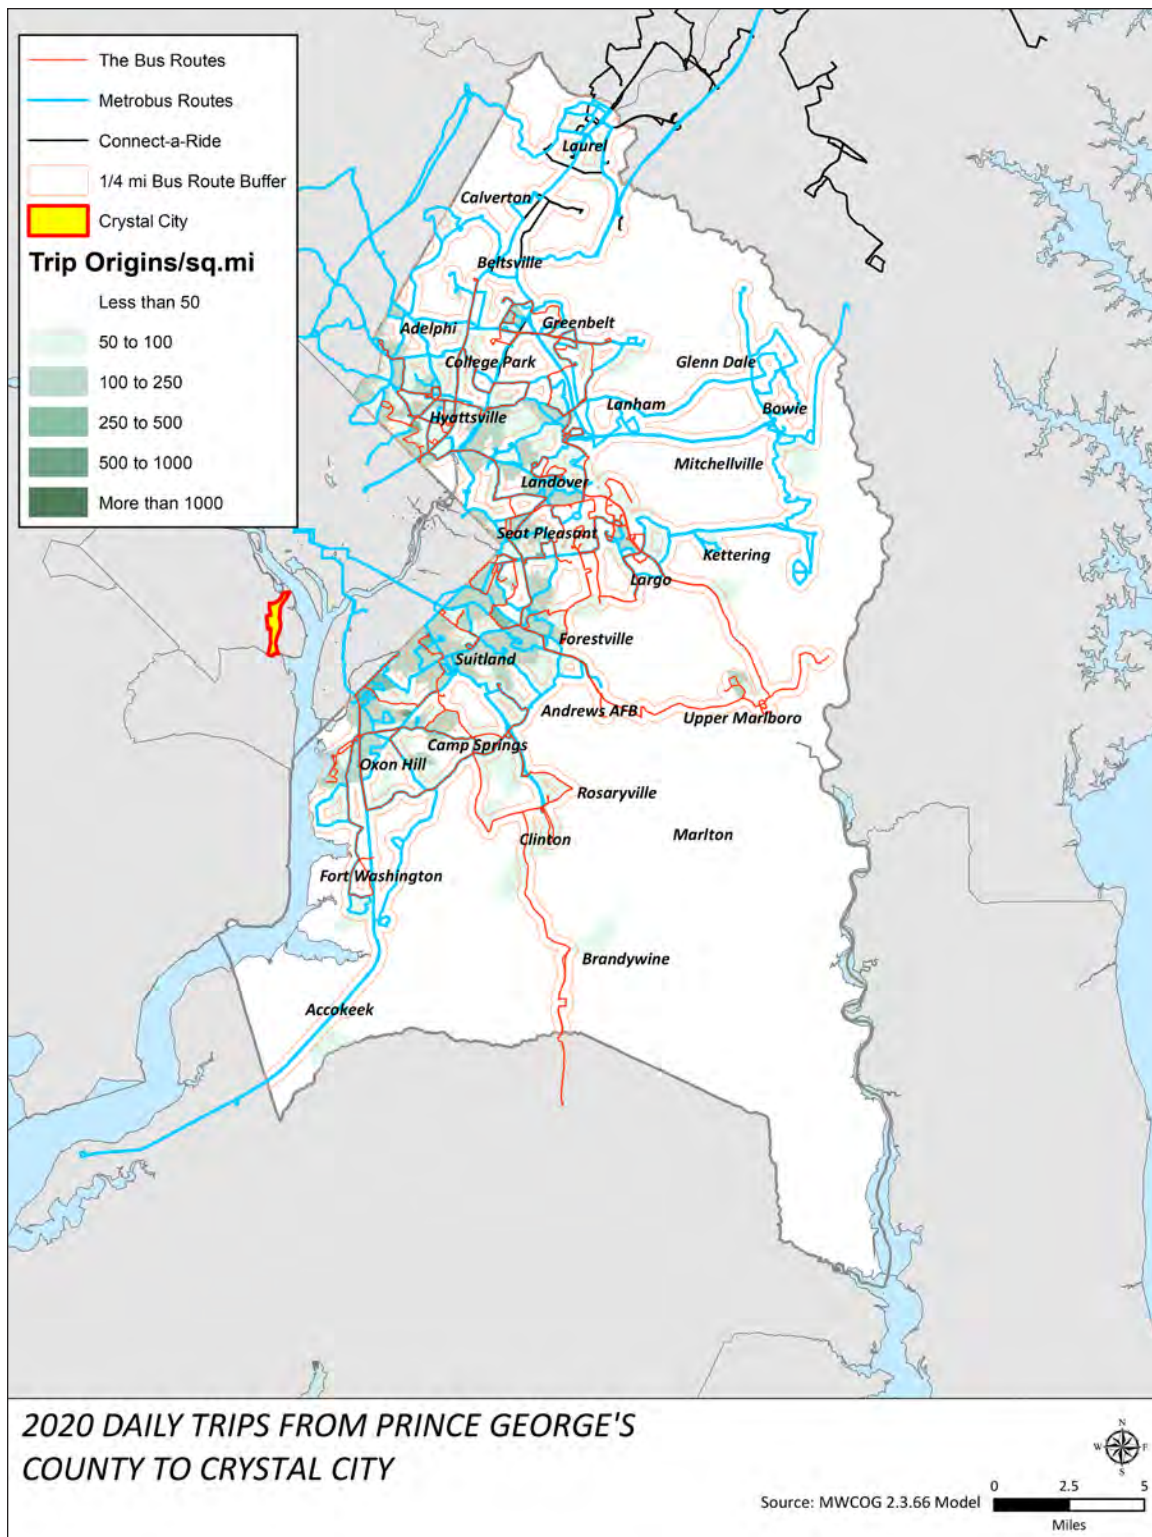 The Bus Routes
Metrobus Routes
Connect-a-Ride
1/4 mi Bus Route Buffer
Crystal City
Trip Origins/sq.mi
Less than 50
50 to 100
100 to 250
250 to 500
500 to 1000
More than 1000
Laurel
Calverton
Beltsville
Adelphi
Greenbelt
College Park
Glenn Dale
Hyattsville
Lanham
Bowie
Mitchellville
Landover
Seat Pleasant
Kettering
Largo
Forestville
Suitland
Andrews AFB
Upper Marlboro
Camp Springs
Oxon Hill
Rosaryville
Clinton
Marlton
Fort Washington
Brandywine
Accokeek
2020 DAILY TRIPS FROM PRINCE GEORGE'S
COUNTY TO CRYSTAL CITY
N
W E
S
Source: MWCOG 2.3.66 Model
0 2.5 5
Miles